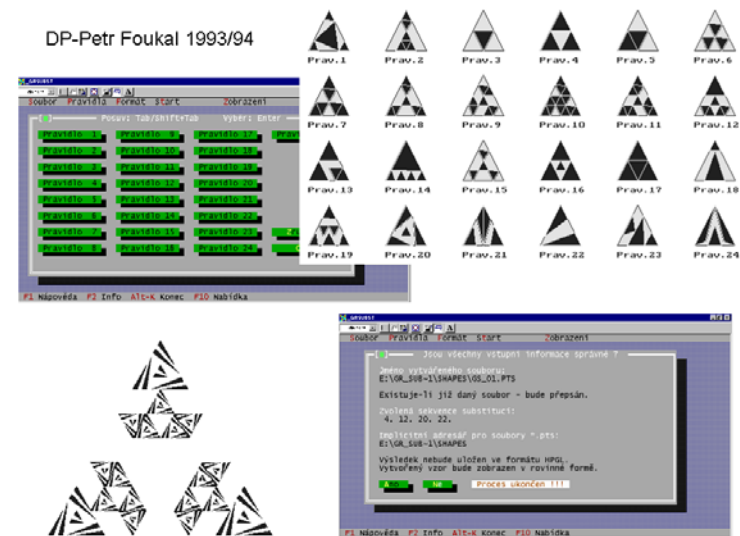 DP-Petr Foukal 1993/94
Prav.1 Prav.2 Prav.3 Prav.4 Prav.5 Prav.6
Prav.7 Prav.8 Prav.9 Prav.10 Prav.11 Prav.12
Prav.13 Prav.14 Prav.15 Prav.16 Prav.17 Prav.18
Prav.19 Prav.20 Prav.21 Prav.22 Prav.23 Prav.24
Soubor Pravidla Formát Start Zobrazení
Posuv: Tab/Shift+Tab Výběr: Enter
Pravidlo 1 Pravidlo 9 Pravidlo 17
Pravidlo 2 Pravidlo 10 Pravidlo 18
Pravidlo 3 Pravidlo 11 Pravidlo 19
Pravidlo 4 Pravidlo 12 Pravidlo 20
Pravidlo 5 Pravidlo 13 Pravidlo 21
Pravidlo 6 Pravidlo 14 Pravidlo 22
Pravidlo 7 Pravidlo 15 Pravidlo 23
Pravidlo 8 Pravidlo 16 Pravidlo 24
F1 Nápověda F2 Info Alt-K Konec F10 Nabídka
Soubor Pravidla Formát Start Zobrazení
Jsou všechny vstupní informace správné ?
Jméno vytvářeného souboru:
E:\GR_SUB~1\SHAPES\GS_01.PTS
Existuje-li již daný soubor - bude přepsán.
Zvolená sekvence substitucí:
4. 12. 20. 22.
Implicitní adresář pro soubory *.pts:
E:\GR_SUB~1\SHAPES
Výsledek nebude uložen ve formátu HPGL.
Vytvořený vzor bude zobrazen v rovinné formě.
Ano Ne Proces ukončen !!!
F1 Nápověda F2 Info Alt-K Konec F10 Nabídka